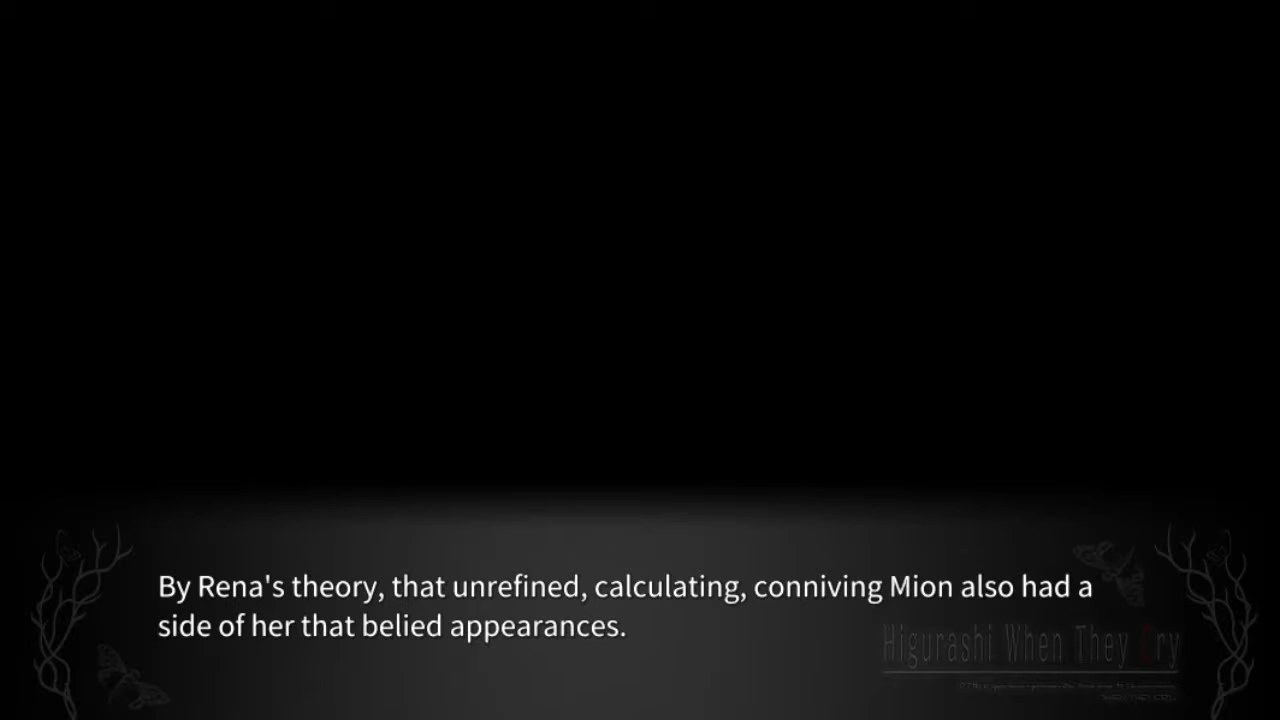 By Rena's theory, that unrefined, calculating, conniving Mion also had a
side of her that belied appearances.
Higurashi When They Cry